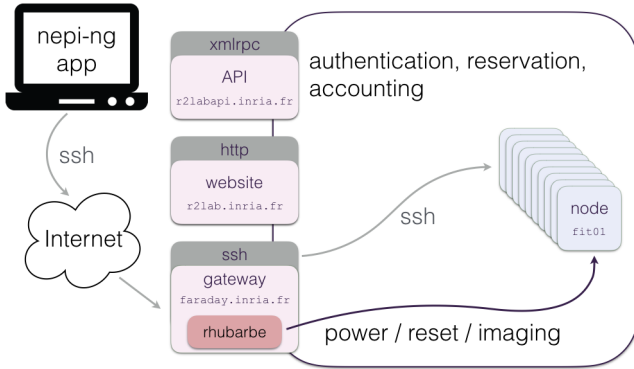 nepi-ng
app
ssh
Internet
xmlrpc
API
r2labapi.inria.fr
http
website
r2lab.inria.fr
ssh
gateway
faraday.inria.fr
rhubarbe
authentication, reservation,
accounting
ssh
node
fit01
power / reset / imaging